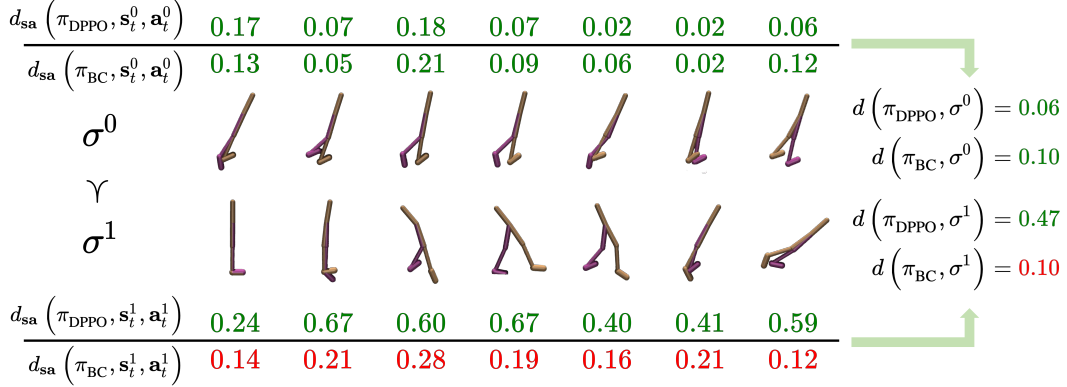 d_sa (π_DPPO, s_t^0, a_t^0) 0.17 0.07 0.18 0.07 0.02 0.02 0.06
d_sa (π_BC, s_t^0, a_t^0) 0.13 0.05 0.21 0.09 0.06 0.02 0.12
σ^0
≺
σ^1
d_sa (π_DPPO, s_t^1, a_t^1) 0.24 0.67 0.60 0.67 0.40 0.41 0.59
d_sa (π_BC, s_t^1, a_t^1) 0.14 0.21 0.28 0.19 0.16 0.21 0.12
d (π_DPPO, σ^0) = 0.06
d (π_BC, σ^0) = 0.10
d (π_DPPO, σ^1) = 0.47
d (π_BC, σ^1) = 0.10